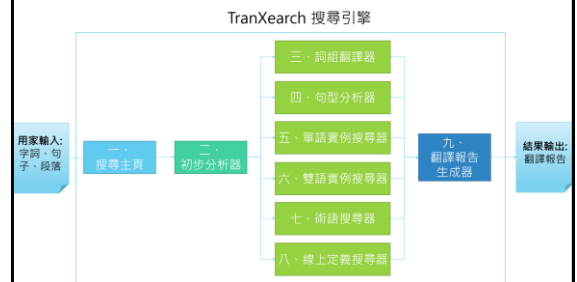 TranXearch 搜尋引擎
用家輸入:
字詞、句
子、段落
一、
搜尋主頁
二、
初步分析器
三、詞組翻譯器
四、句型分析器
五、單語實例搜尋器
六、雙語實例搜尋器
七、術語搜尋器
八、線上定義搜尋器
九、
翻譯報告
生成器
結果輸出:
翻譯報告